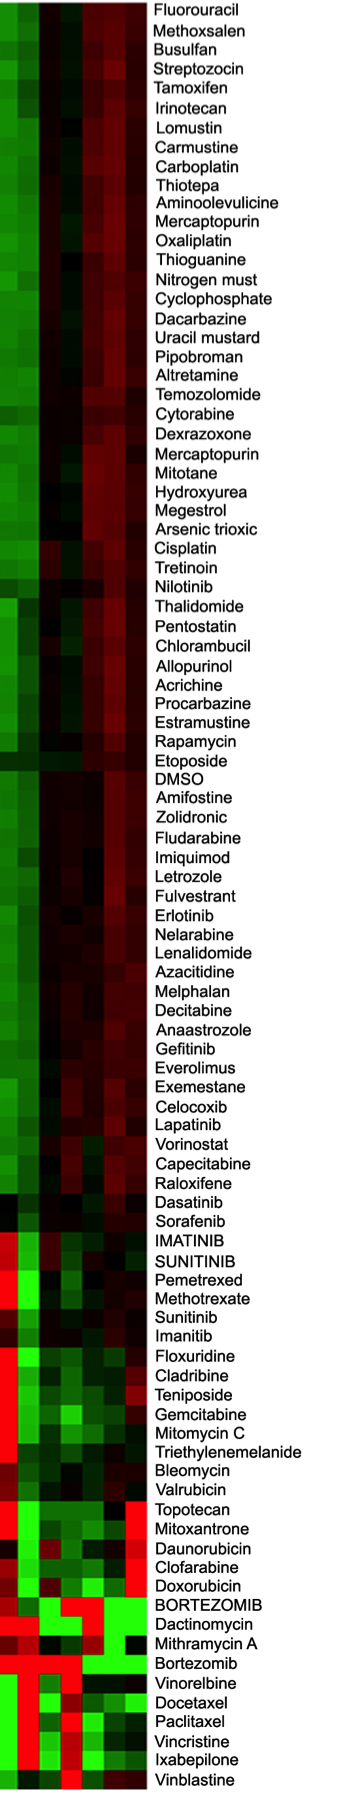 Fluorouracil
Methoxsalen
Busulfan
Streptozocin
Tamoxifen
Irinotecan
Lomustin
Carmustine
Carboplatin
Thiotepa
Aminoolevulicine
Mercaptopurin
Oxaliplatin
Thioguanine
Nitrogen must
Cyclophosphate
Dacarbazine
Uracil mustard
Pipobroman
Altretamine
Temozolomide
Cytorabine
Dexrazoxone
Mercaptopurin
Mitotane
Hydroxyurea
Megestrol
Arsenic trioxic
Cisplatin
Tretinoin
Nilotinib
Thalidomide
Pentostatin
Chlorambucil
Allopurinol
Acrichine
Procarbazine
Estramustine
Rapamycin
Etoposide
DMSO
Amifostine
Zolidronic
Fludarabine
Imiquimod
Letrozole
Fulvestrant
Erlotinib
Nelarabine
Lenalidomide
Azacitidine
Melphalan
Decitabine
Anaastrozole
Gefitinib
Everolimus
Exemestane
Celocoxib
Lapatinib
Vorinostat
Capecitabine
Raloxifene
Dasatinib
Sorafenib
IMATINIB
SUNITINIB
Pemetrexed
Methotrexate
Sunitinib
Imanitib
Floxuridine
Cladribine
Teniposide
Gemcitabine
Mitomycin C
Triethylenemelanide
Bleomycin
Valrubicin
Topotecan
Mitoxantrone
Daunorubicin
Clofarabine
Doxorubicin
BORTEZOMIB
Dactinomycin
Mithramycin A
Bortezomib
Vinorelbine
Docetaxel
Paclitaxel
Vincristine
Ixabepilone
Vinblastine